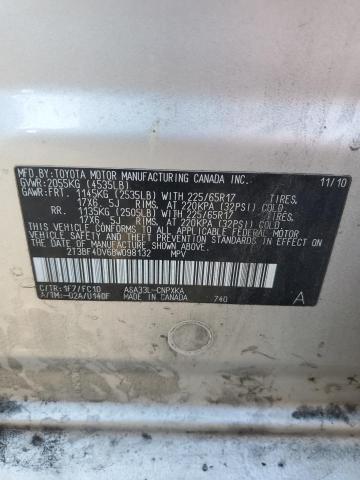 MFD. BY: TOYOTA MOTOR MANUFACTURING CANADA INC. 11/10
GVWR: 2055KG (4535LB)
GAWR: FRT. 1145KG (2535LB) WITH 225/65R17 TIRES,
17X6. 5J RIMS, AT 220KPA (32PSI) COLD.
RR. 1135KG (2505LB) WITH 225/65R17 TIRES,
17X6. 5J RIMS, AT 220KPA (32PSI) COLD.
THIS VEHICLE CONFORMS TO ALL APPLICABLE FEDERAL MOTOR
VEHICLE SAFETY AND THEFT PREVENTION STANDARDS IN
EFFECT ON THE DATE OF MANUFACTURE SHOWN ABOVE.
2T3BF4DV6BW098132 MPV
C/TR: 1F7/FC10 ASA33L-CNPXKA
A/TM: -02A/U140F MADE IN CANADA 740 A